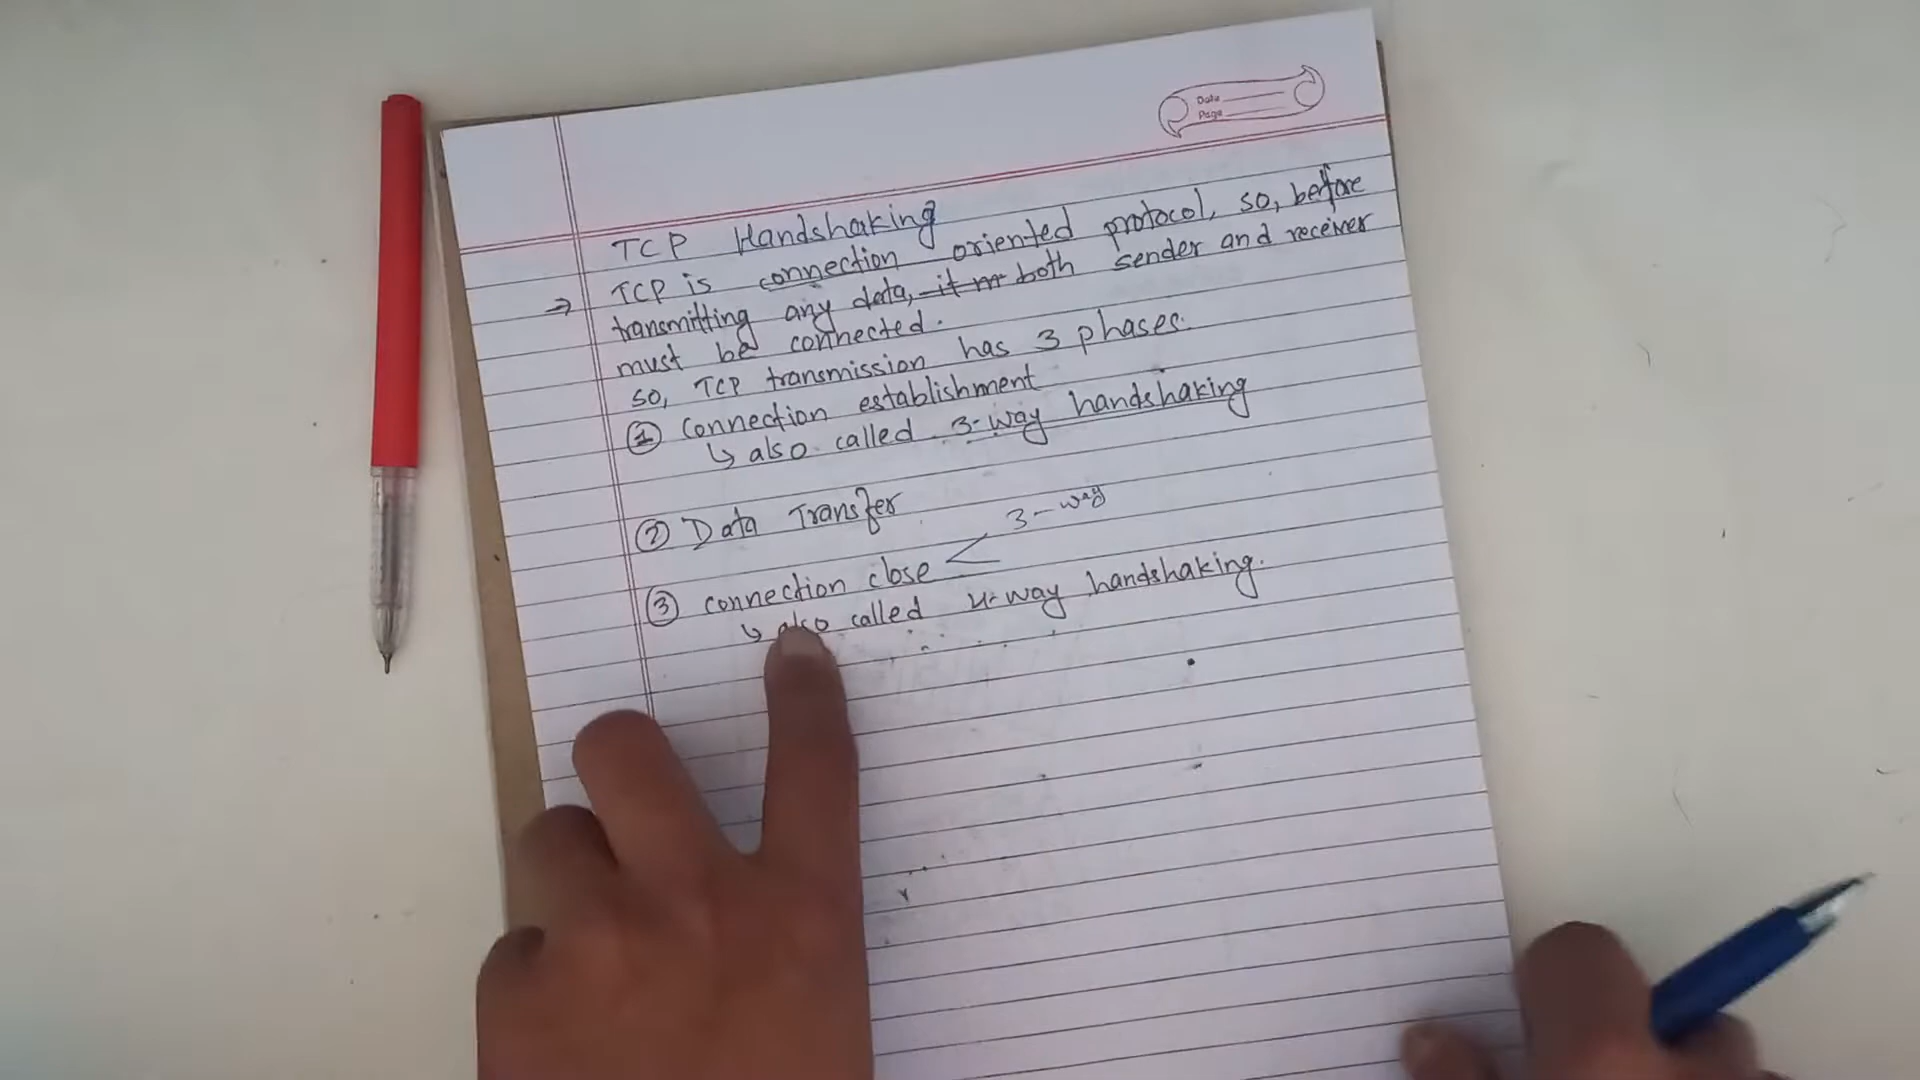 Date
Page
TCP Handshaking
→ TCP is connection oriented protocol, so, before
transmitting any data, it m both sender and receiver
must be connected.
so, TCP transmission has 3 phases.
① connection establishment
↳ also called 3-way handshaking
② Data Transfer
3-way
③ connection close <
↳ also called 4-way handshaking.